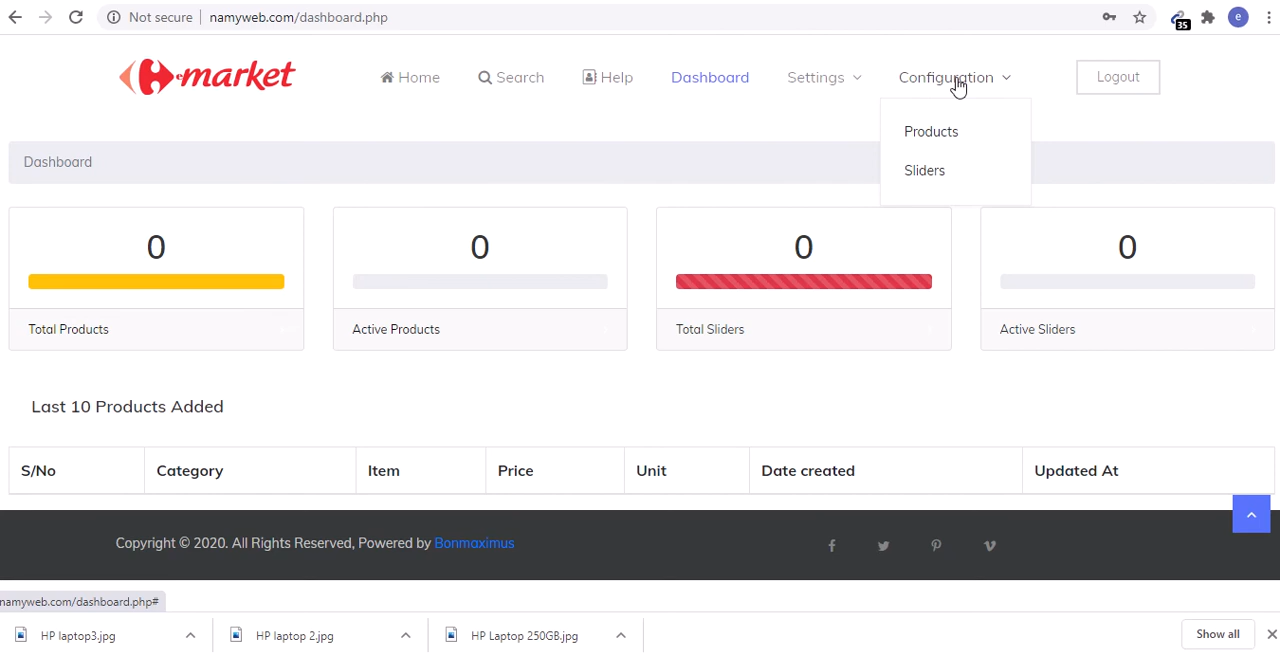 Not secure | namyweb.com/dashboard.php
35
e
e market
Home
Search
Help
Dashboard
Settings
Configuration
Logout
Products
Sliders
Dashboard
0
0
0
0
Total Products
Active Products
Total Sliders
Active Sliders
Last 10 Products Added
S/No
Category
Item
Price
Unit
Date created
Updated At
Copyright © 2020. All Rights Reserved, Powered by Bonmaximus
namyweb.com/dashboard.php#
HP laptop3.jpg
HP laptop 2.jpg
HP Laptop 250GB.jpg
Show all